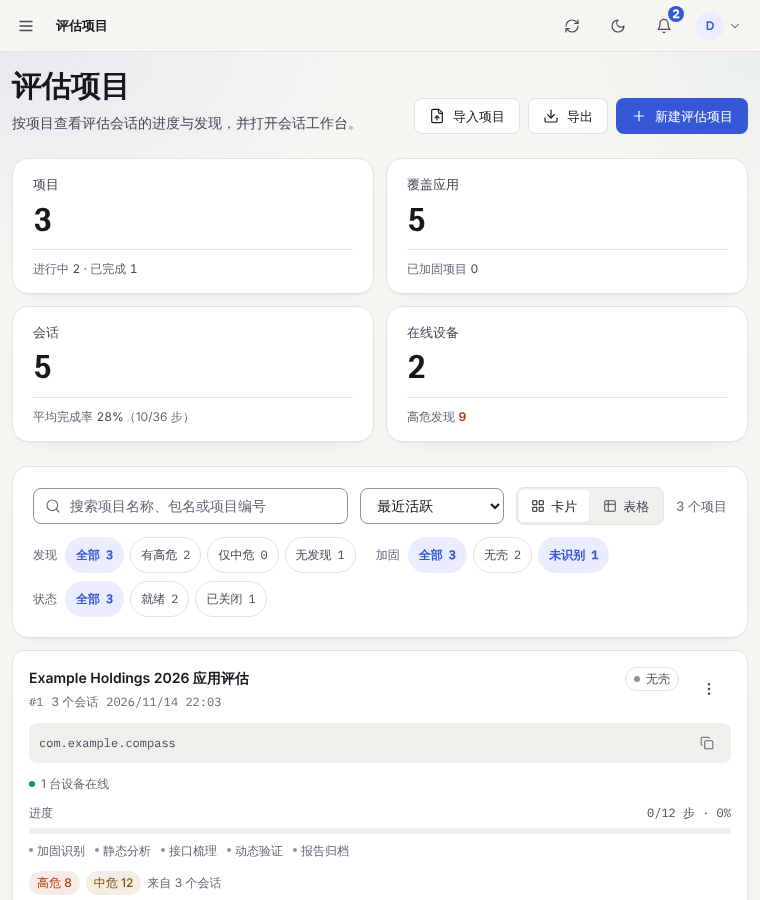 评估项目
2
D
评估项目
按项目查看评估会话的进度与发现，并打开会话工作台。
导入项目
导出
新建评估项目
项目
3
进行中 2 · 已完成 1
覆盖应用
5
已加固项目 0
会话
5
平均完成率 28%（10/36 步）
在线设备
2
高危发现 9
搜索项目名称、包名或项目编号
最近活跃
卡片
表格
3 个项目
发现 全部 3 有高危 2 仅中危 0 无发现 1 加固 全部 3 无壳 2 未识别 1
状态 全部 3 就绪 2 已关闭 1
Example Holdings 2026 应用评估
无壳
#1 3 个会话 2026/11/14 22:03
com.example.compass
1 台设备在线
进度 0/12 步 · 0%
加固识别 静态分析 接口梳理 动态验证 报告归档
高危 8 中危 12 来自 3 个会话